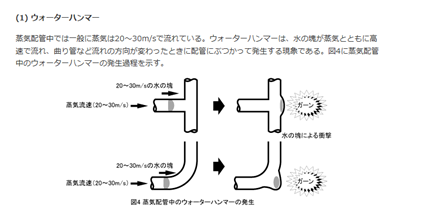 (1) ウォーターハンマー
蒸気配管中では一般に蒸気は20～30m/sで流れている。ウォーターハンマーは、水の塊が蒸気とともに高
速で流れ、曲り管など流れの方向が変わったときに配管にぶつかって発生する現象である。図4に蒸気配管
中のウォーターハンマーの発生過程を示す。
20～30m/sの水の塊
蒸気流速(20～30m/s)
ガーン
水の塊による衝撃
20～30m/sの水の塊
蒸気流速(20～30m/s)
ガーン
図4 蒸気配管中のウォーターハンマーの発生